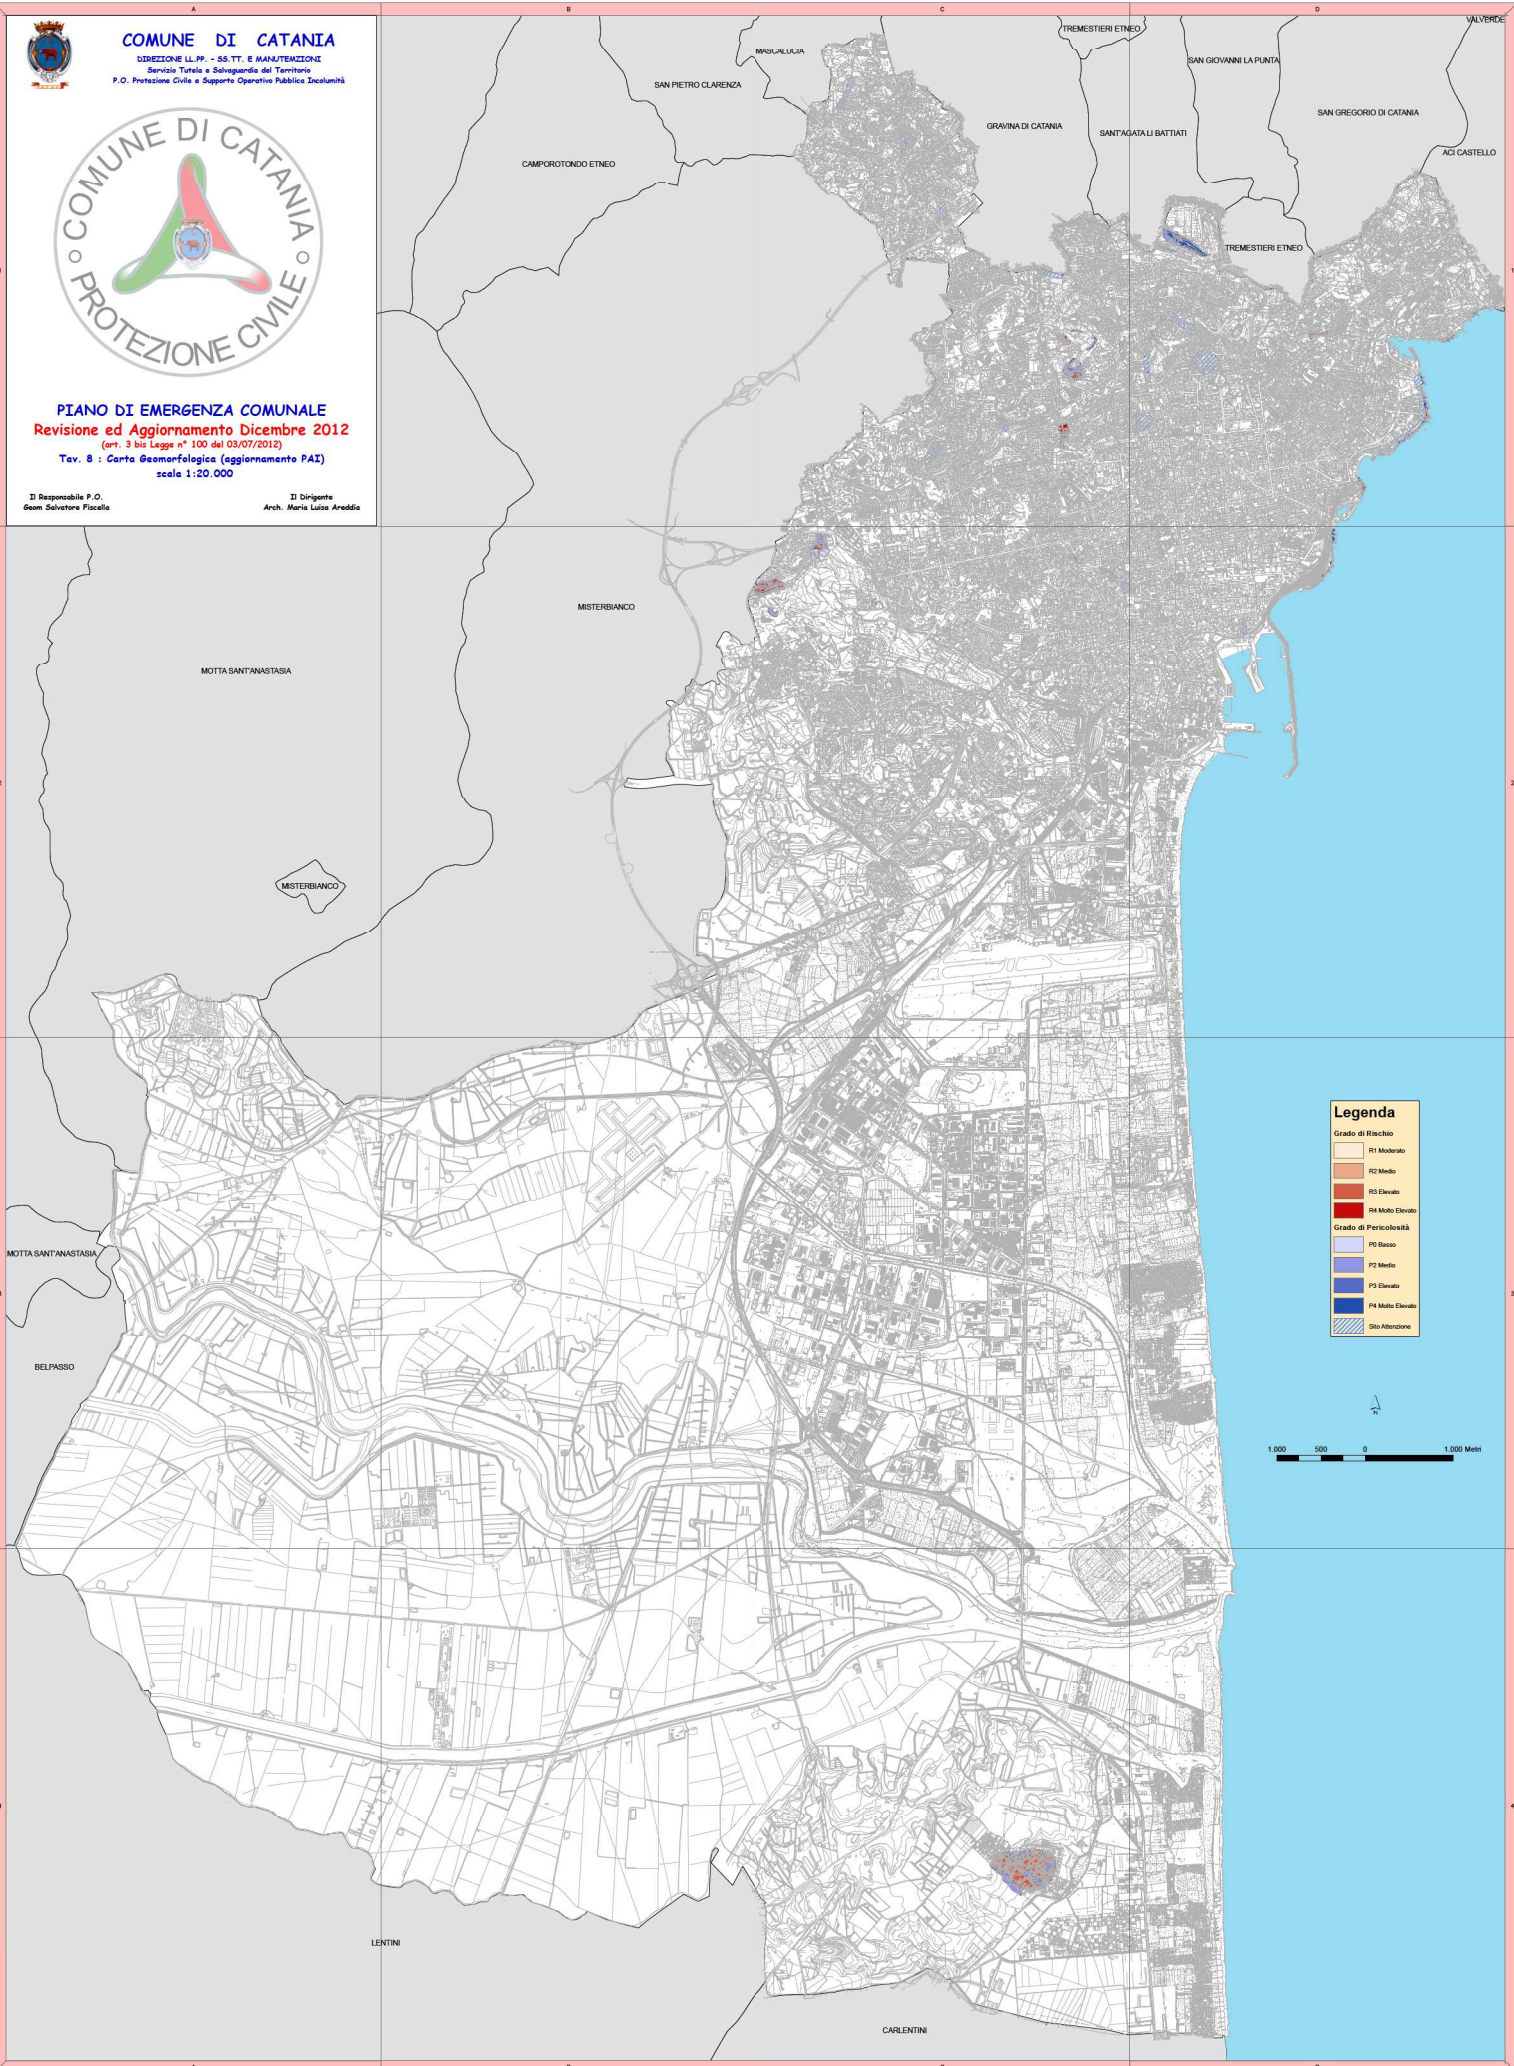 A
B
C
D
COMUNE DI CATANIA
DIREZIONE LL.PP. - SS.TT. E MANUTEMZIONI
Servizio Tutela e Salvaguardia del Territorio
P.O. Protezione Civile e Supporto Operativo Pubblica Incolumità
COMUNE DI CATANIA
PROTEZIONE CIVILE
PIANO DI EMERGENZA COMUNALE
Revisione ed Aggiornamento Dicembre 2012
(art. 3 bis Legge n° 100 del 03/07/2012)
Tav. 8 : Carta Geomorfologica (aggiornamento PAI)
scala 1:20.000
Il Responsabile P.O.
Geom Salvatore Fiscella
Il Dirigente
Arch. Maria Luisa Areddia
VALVERDE
TREMESTIERI ETNEO
MASCALUCIA
SAN GIOVANNI LA PUNTA
SAN PIETRO CLARENZA
SAN GREGORIO DI CATANIA
GRAVINA DI CATANIA
SANT'AGATA LI BATTIATI
ACI CASTELLO
CAMPOROTONDO ETNEO
TREMESTIERI ETNEO
1
MISTERBIANCO
MOTTA SANT'ANASTASIA
2
MISTERBIANCO
Legenda
Grado di Rischio
R1 Moderato
R2 Medio
R3 Elevato
R4 Molto Elevato
Grado di Pericolosità
P0 Basso
P2 Medio
P3 Elevato
P4 Molto Elevato
Sito Attenzione
MOTTA SANT'ANASTASIA
3
BELPASSO
N
1.000 500 0 1.000 Metri
4
LENTINI
CARLENTINI